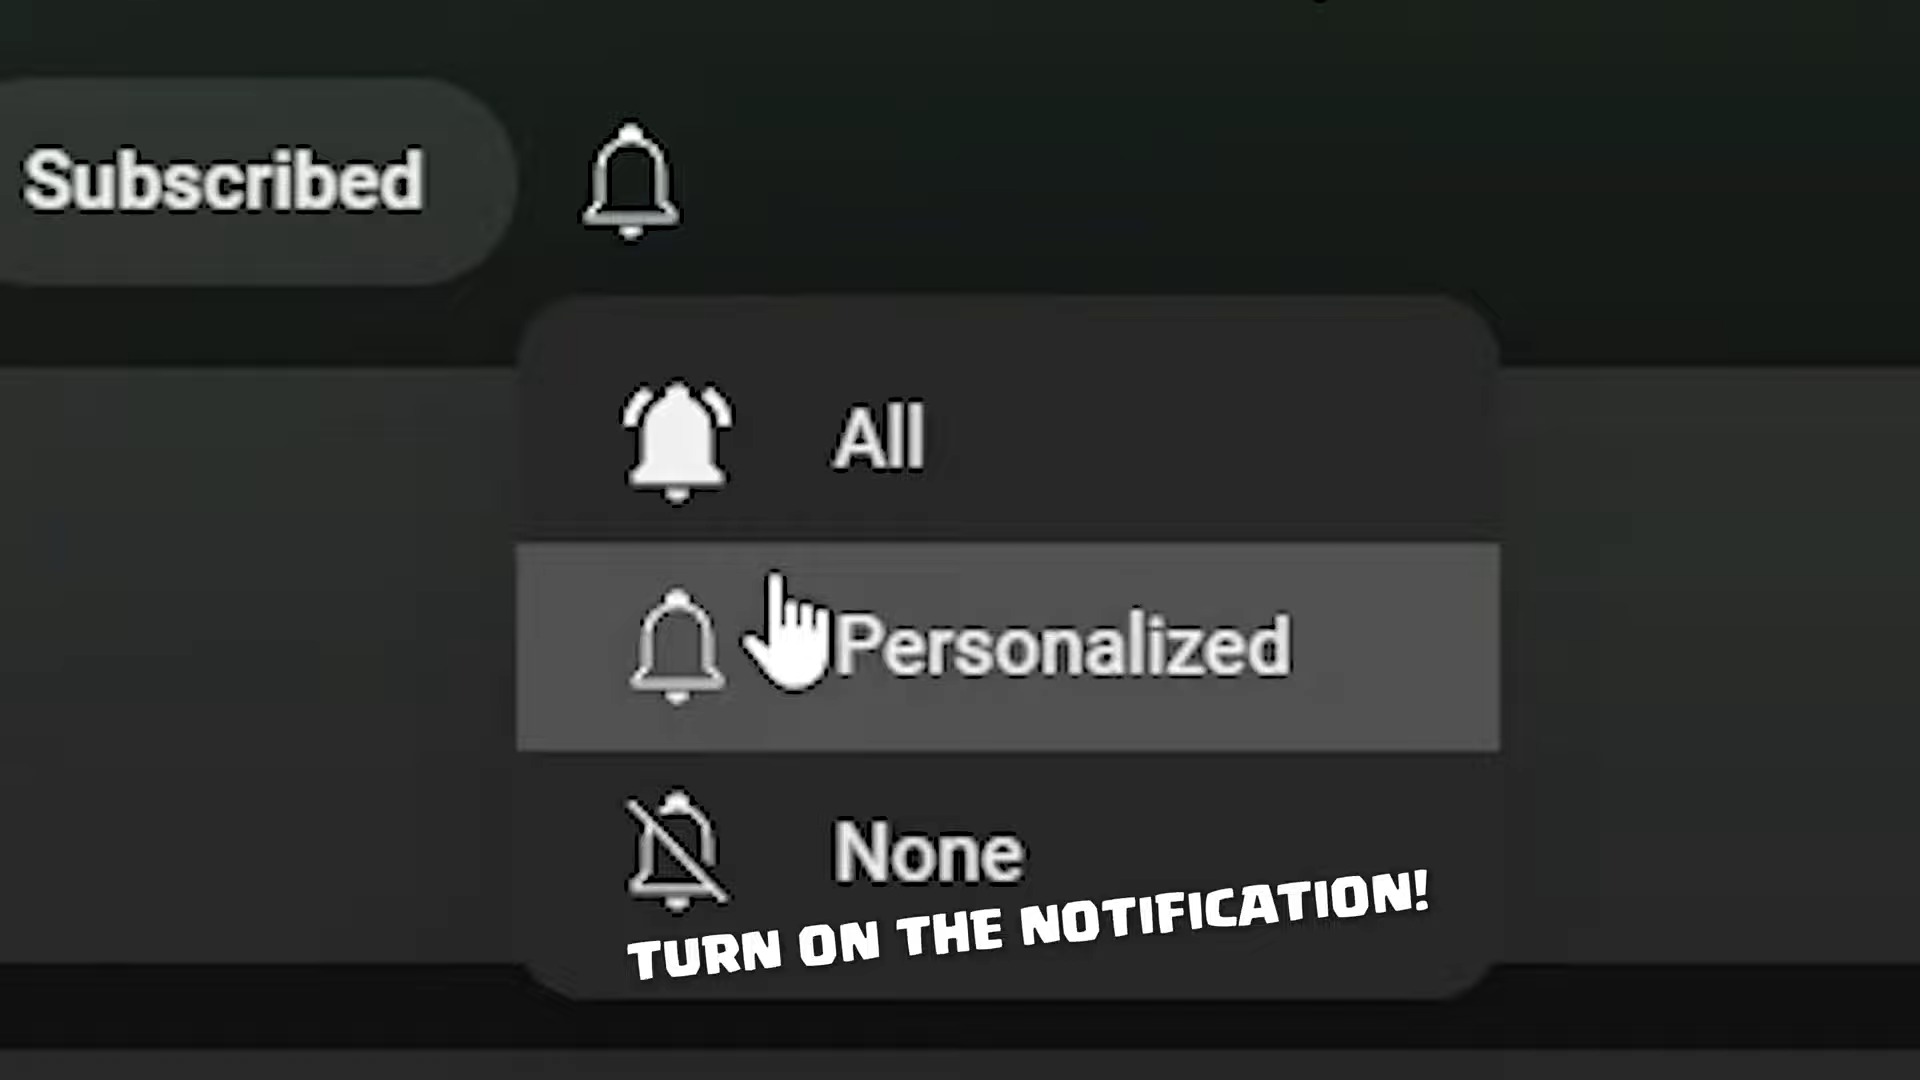 Subscribed
All
Personalized
None
TURN ON THE NOTIFICATION!